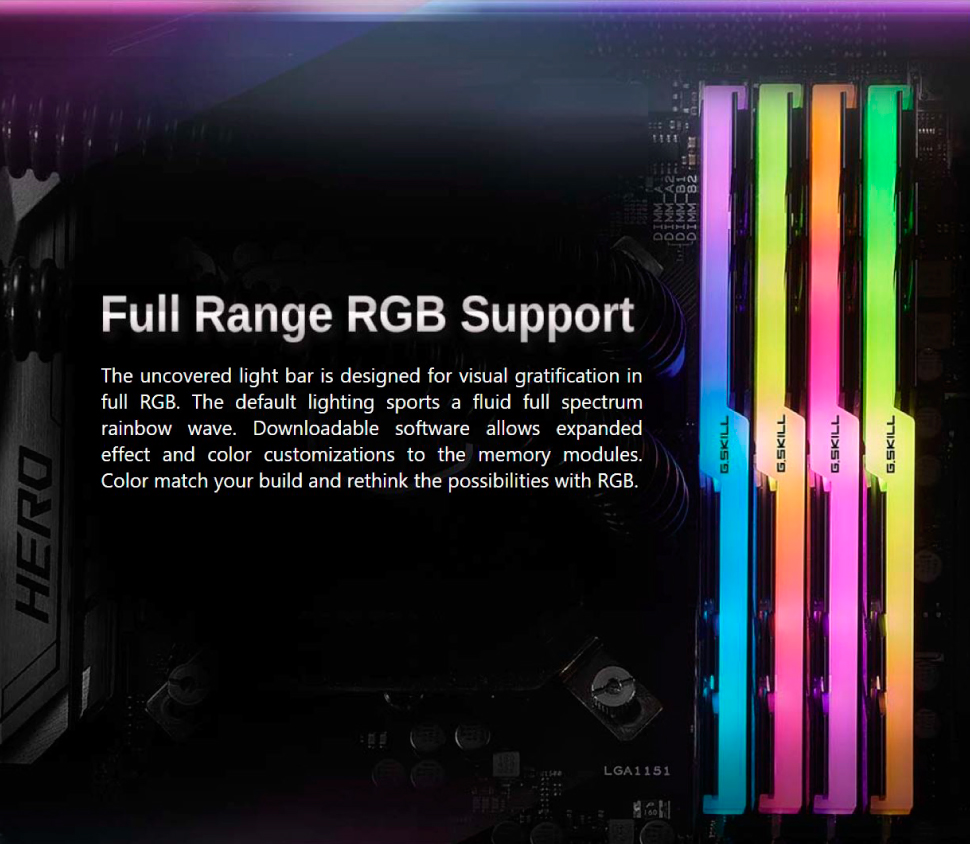 DIMM_A1
DIMM_A2
DIMM_B1
DIMM_B2
Full Range RGB Support
The uncovered light bar is designed for visual gratification in
full RGB. The default lighting sports a fluid full spectrum
rainbow wave. Downloadable software allows expanded
effect and color customizations to the memory modules.
Color match your build and rethink the possibilities with RGB.
G.SKILL
G.SKILL
G.SKILL
G.SKILL
HERO
LGA1151